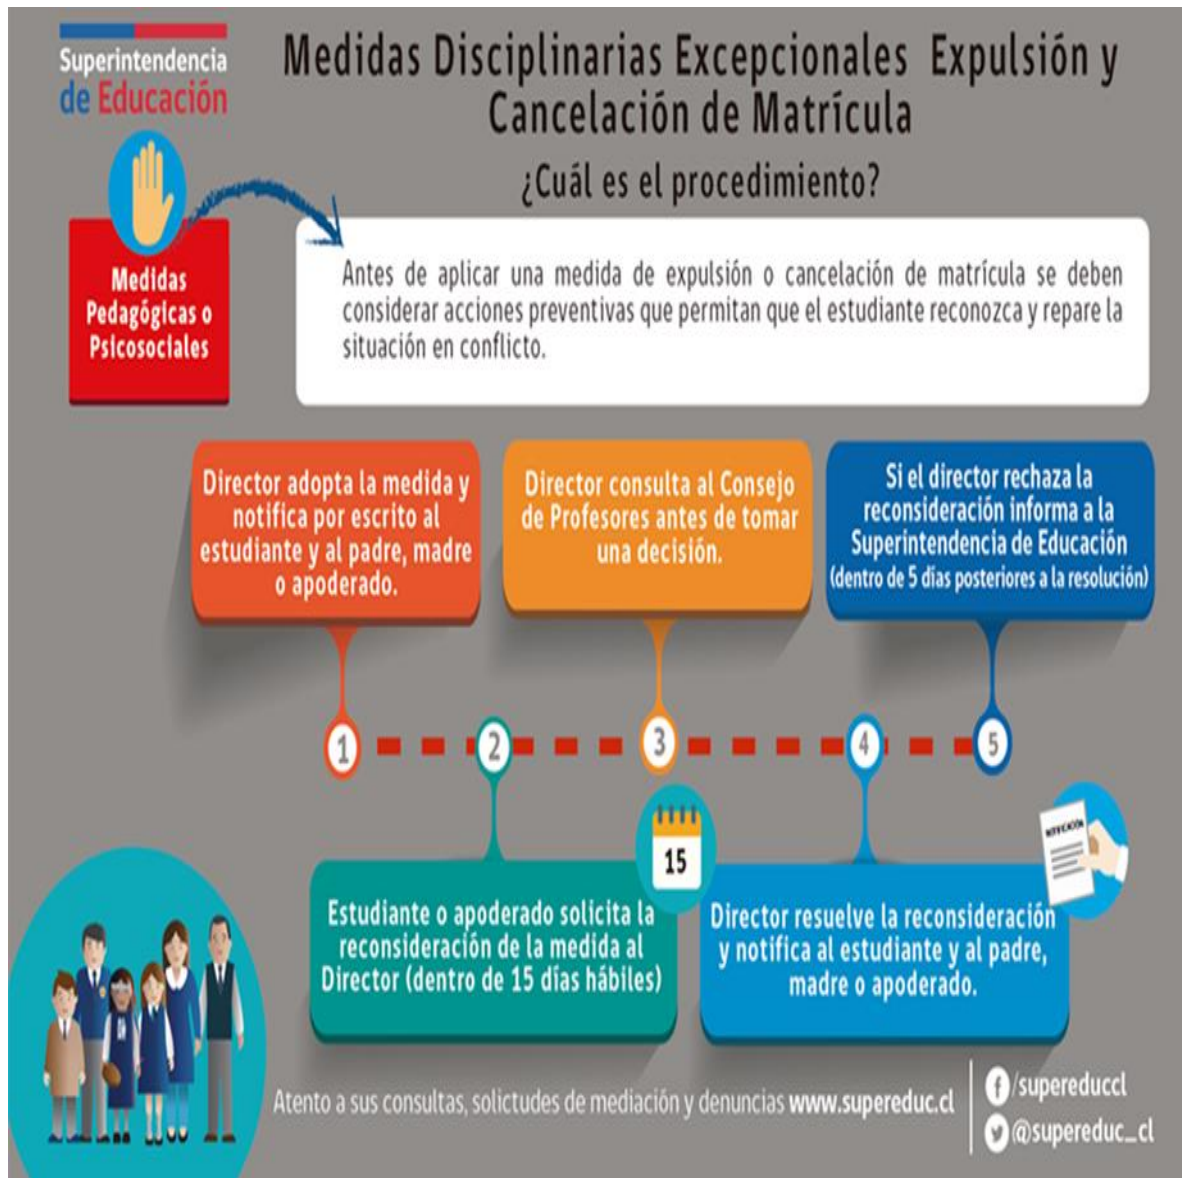 Superintendencia
de Educación
Medidas Disciplinarias Excepcionales Expulsión y
Cancelación de Matrícula
¿Cuál es el procedimiento?
Medidas
Pedagógicas o
Psicosociales
Antes de aplicar una medida de expulsión o cancelación de matrícula se deben
considerar acciones preventivas que permitan que el estudiante reconozca y repare la
situación en conflicto.
Director adopta la medida y
notifica por escrito al
estudiante y al padre, madre
o apoderado.
Director consulta al Consejo
de Profesores antes de tomar
una decisión.
Si el director rechaza la
reconsideración informa a la
Superintendencia de Educación
(dentro de 5 días posteriores a la resolución)
1
2
3
4
5
15
NOTIFICACIÓN
Estudiante o apoderado solicita la
reconsideración de la medida al
Director (dentro de 15 días hábiles)
Director resuelve la reconsideración
y notifica al estudiante y al padre,
madre o apoderado.
Atento a sus consultas, solictudes de mediación y denuncias www.supereduc.cl
/supereduccl
@supereduc_cl